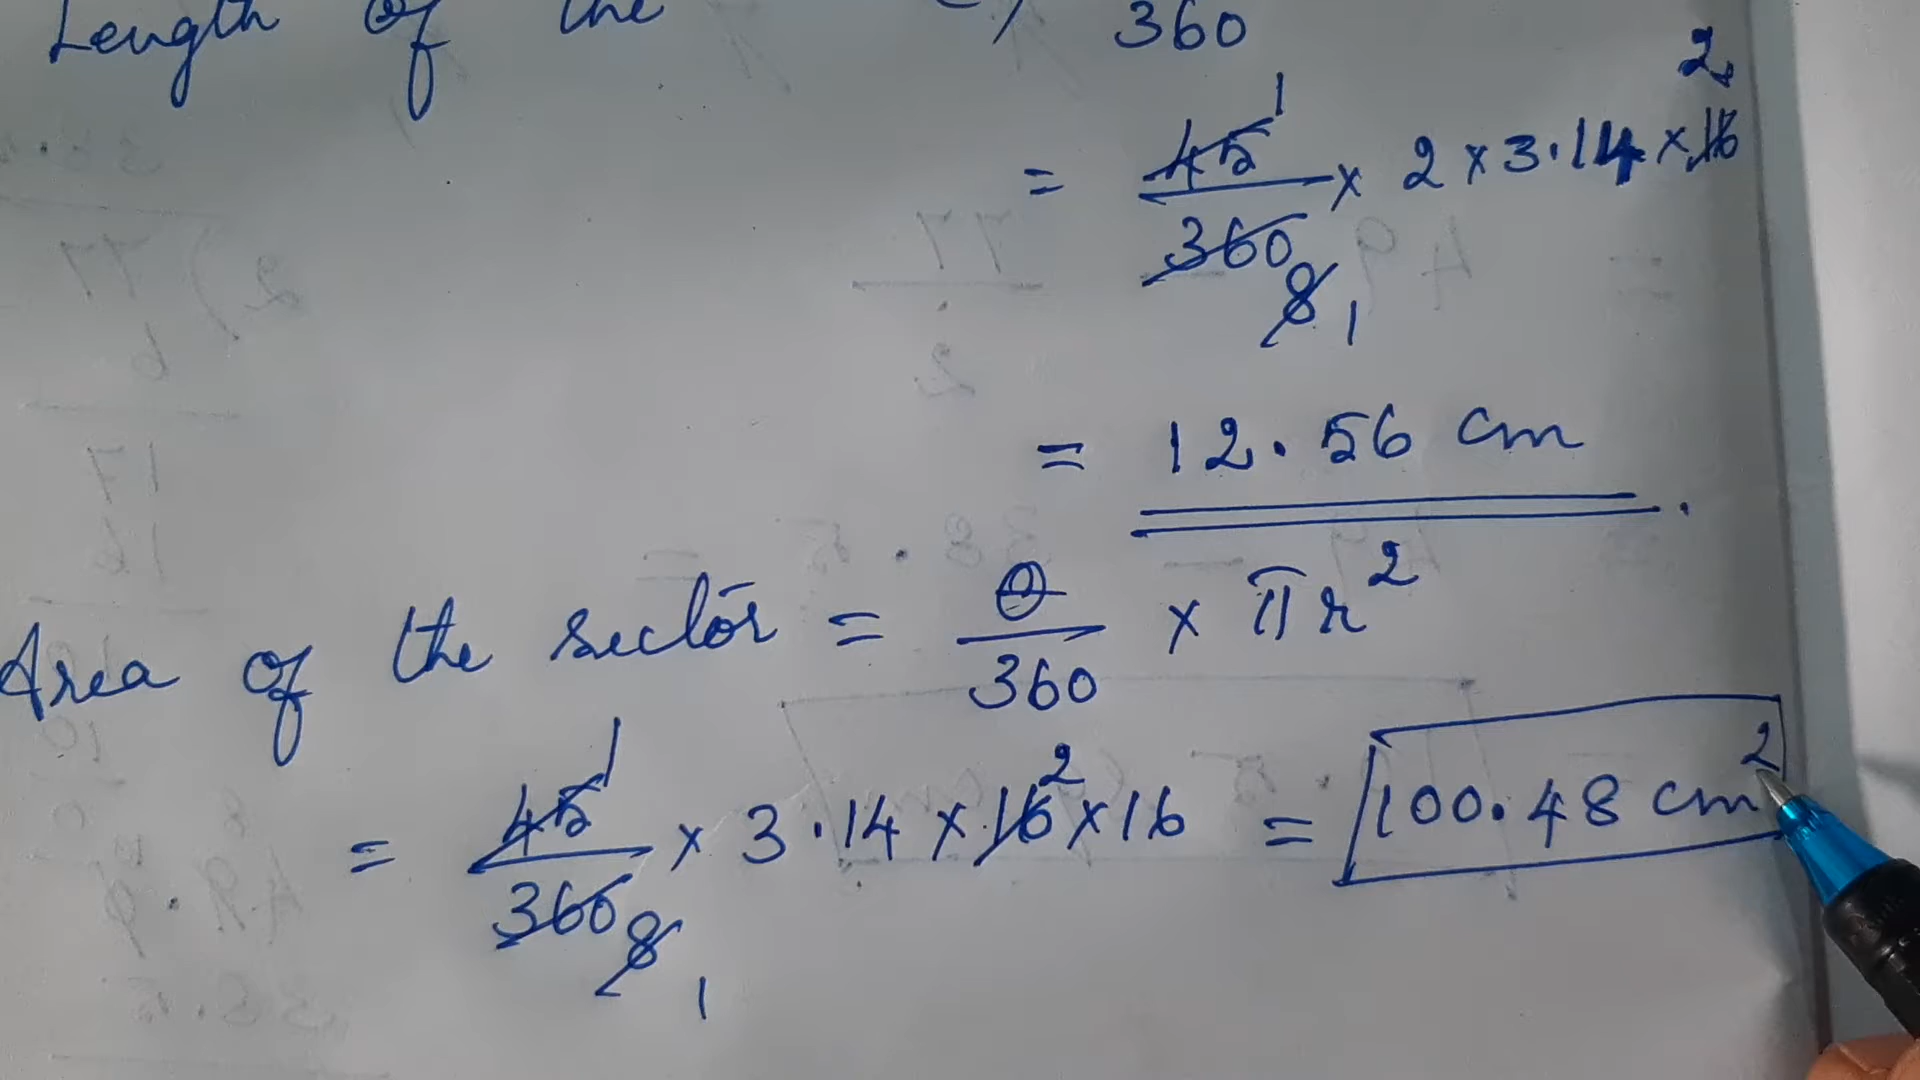 Length of the 360
2
= 45 1 × 2 × 3.14 × 16
360 8 1
= 12.56 cm
Area of the sector = θ/360 × πr²
= 45 1 × 3.14 × 16 2 × 16 = 100.48 cm²
360 8 1